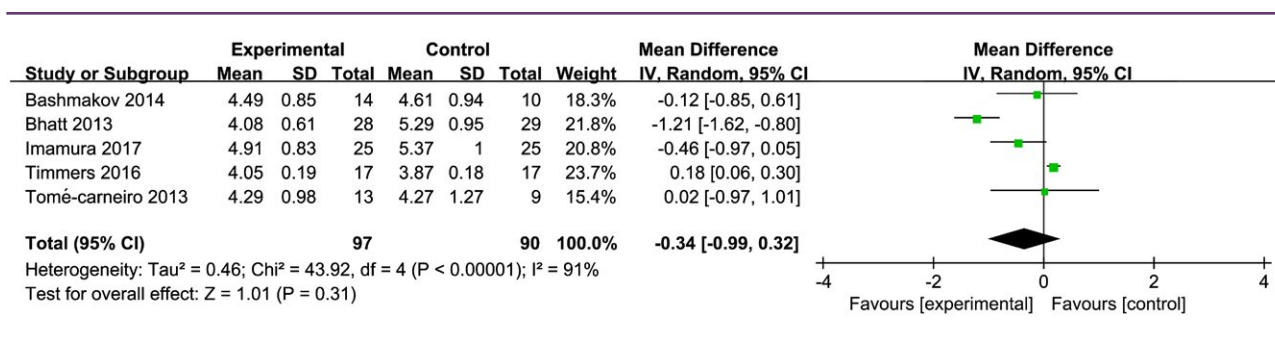 Experimental Control Mean Difference Mean Difference
Study or Subgroup Mean SD Total Mean SD Total Weight IV, Random, 95% CI IV, Random, 95% CI
Bashmakov 2014 4.49 0.85 14 4.61 0.94 10 18.3% -0.12 [-0.85, 0.61]
Bhatt 2013 4.08 0.61 28 5.29 0.95 29 21.8% -1.21 [-1.62, -0.80]
Imamura 2017 4.91 0.83 25 5.37 1 25 20.8% -0.46 [-0.97, 0.05]
Timmers 2016 4.05 0.19 17 3.87 0.18 17 23.7% 0.18 [0.06, 0.30]
Tomé-carneiro 2013 4.29 0.98 13 4.27 1.27 9 15.4% 0.02 [-0.97, 1.01]
Total (95% CI) 97 90 100.0% -0.34 [-0.99, 0.32]
Heterogeneity: Tau² = 0.46; Chi² = 43.92, df = 4 (P < 0.00001); I² = 91%
Test for overall effect: Z = 1.01 (P = 0.31)
-4 -2 0 2 4
Favours [experimental] Favours [control]